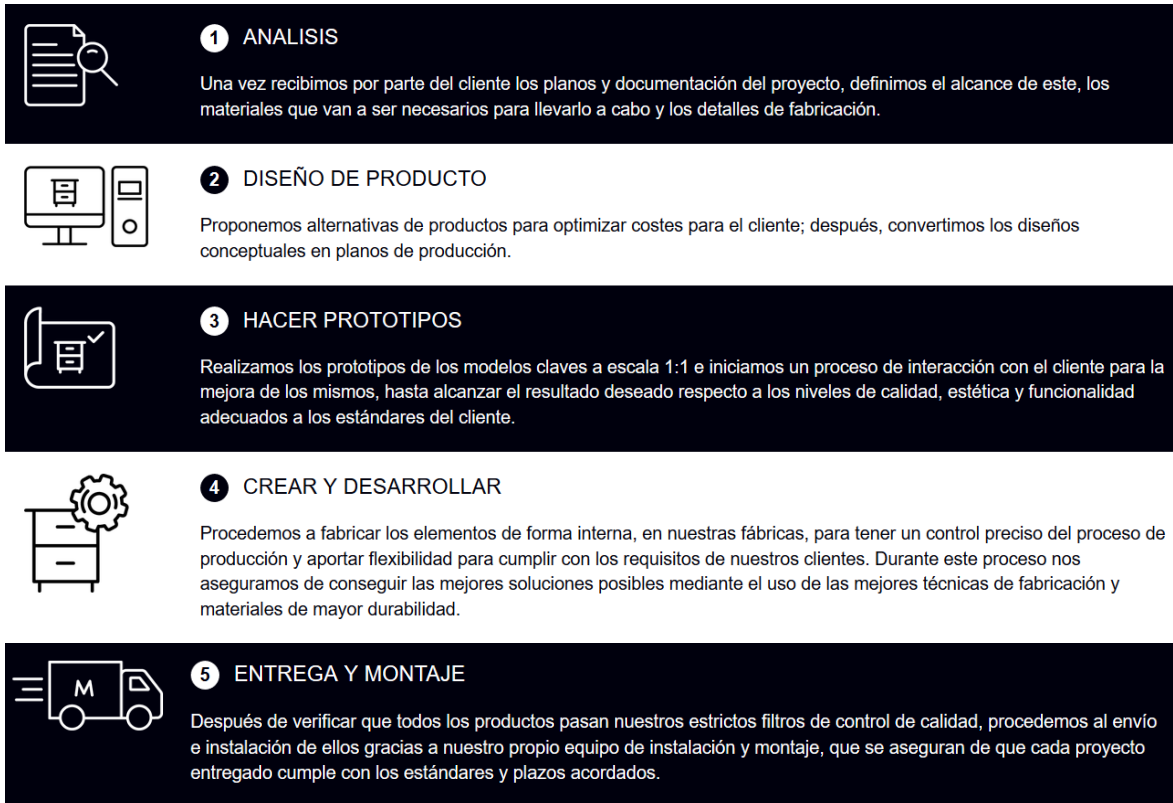 1 ANALISIS
Una vez recibimos por parte del cliente los planos y documentación del proyecto, definimos el alcance de este, los
materiales que van a ser necesarios para llevarlo a cabo y los detalles de fabricación.
2 DISEÑO DE PRODUCTO
Proponemos alternativas de productos para optimizar costes para el cliente; después, convertimos los diseños
conceptuales en planos de producción.
3 HACER PROTOTIPOS
Realizamos los prototipos de los modelos claves a escala 1:1 e iniciamos un proceso de interacción con el cliente para la
mejora de los mismos, hasta alcanzar el resultado deseado respecto a los niveles de calidad, estética y funcionalidad
adecuados a los estándares del cliente.
4 CREAR Y DESARROLLAR
Procedemos a fabricar los elementos de forma interna, en nuestras fábricas, para tener un control preciso del proceso de
producción y aportar flexibilidad para cumplir con los requisitos de nuestros clientes. Durante este proceso nos
aseguramos de conseguir las mejores soluciones posibles mediante el uso de las mejores técnicas de fabricación y
materiales de mayor durabilidad.
M
5 ENTREGA Y MONTAJE
Después de verificar que todos los productos pasan nuestros estrictos filtros de control de calidad, procedemos al envío
e instalación de ellos gracias a nuestro propio equipo de instalación y montaje, que se aseguran de que cada proyecto
entregado cumple con los estándares y plazos acordados.